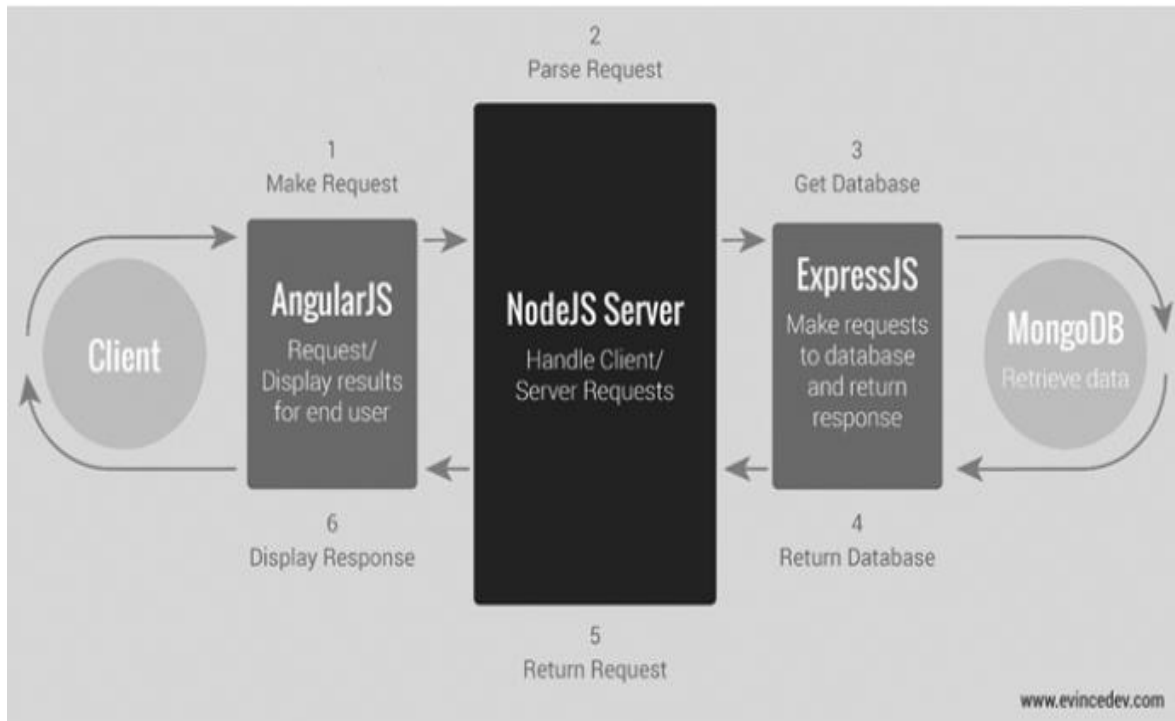 2
Parse Request
1
Make Request
3
Get Database
Client
AngularJS
Request/
Display results
for end user
NodeJS Server
Handle Client/
Server Requests
ExpressJS
Make requests
to database
and return
response
MongoDB
Retrieve data
6
Display Response
4
Return Database
5
Return Request
www.evincedev.com